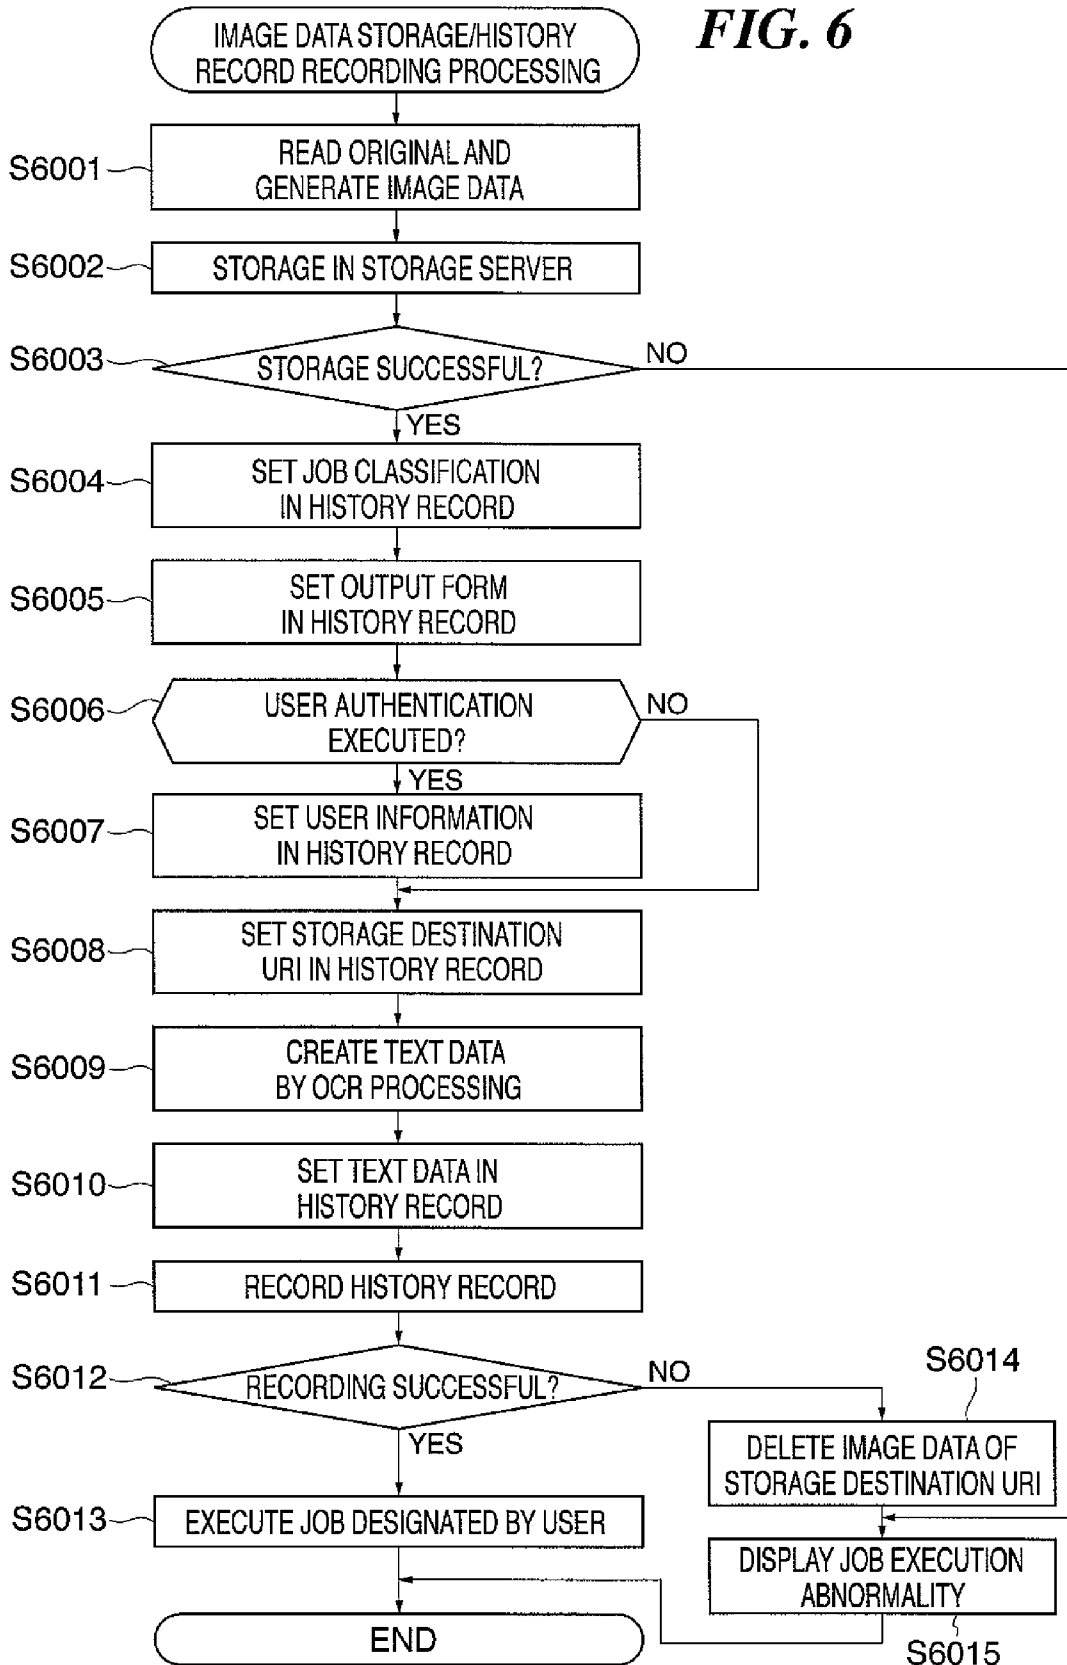 FIG. 6
IMAGE DATA STORAGE/HISTORY
RECORD RECORDING PROCESSING
S6001
READ ORIGINAL AND
GENERATE IMAGE DATA
S6002
STORAGE IN STORAGE SERVER
S6003
STORAGE SUCCESSFUL?
NO
YES
S6004
SET JOB CLASSIFICATION
IN HISTORY RECORD
S6005
SET OUTPUT FORM
IN HISTORY RECORD
S6006
USER AUTHENTICATION
EXECUTED?
NO
YES
S6007
SET USER INFORMATION
IN HISTORY RECORD
S6008
SET STORAGE DESTINATION
URI IN HISTORY RECORD
S6009
CREATE TEXT DATA
BY OCR PROCESSING
S6010
SET TEXT DATA IN
HISTORY RECORD
S6011
RECORD HISTORY RECORD
S6012
RECORDING SUCCESSFUL?
NO
YES
S6014
DELETE IMAGE DATA OF
STORAGE DESTINATION URI
S6013
EXECUTE JOB DESIGNATED BY USER
DISPLAY JOB EXECUTION
ABNORMALITY
S6015
END